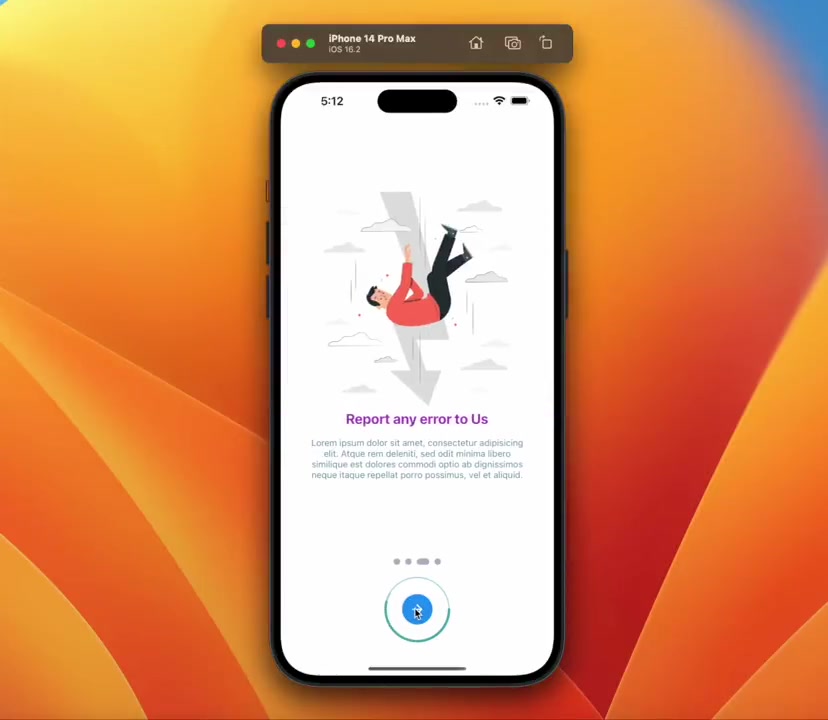 iPhone 14 Pro Max
iOS 16.2
5:12
Report any error to Us
Lorem ipsum dolor sit amet, consectetur adipisicing
elit. Atque rem deleniti, sed odit minima libero
similique est dolores commodi optio ab dignissimos
neque itaque repellat porro possimus, vel et aliquid.